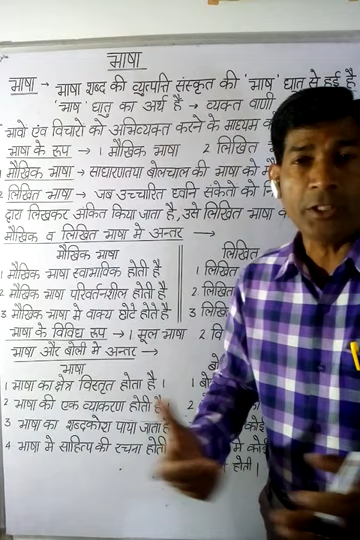 भाषा
भाषा → भाषा शब्द की व्युत्पत्ति संस्कृत की 'भाष' धातु से हुई है
'भाष' धातु का अर्थ है → व्यक्त वाणी
भावो एंव विचारो को अभिव्यक्त करने के माध्यम
भाषा के रूप → 1 मौखिक भाषा 2 लिखित
मौखिक भाषा → साधारणतया बोलचाल की भाषा को
2 लिखित भाषा → जब उच्चारित ध्वनि संकेतो को
द्वारा लिखकर अंकित किया जाता है, उसे लिखित भाषा
मौखिक व लिखित भाषा मे अन्तर →
मौखिक भाषा लिखित
1 मौखिक भाषा स्वाभाविक होती है 1 लिखित
2 मौखिक भाषा परिवर्तनशील होती है 2 लिखित
3 मौखिक भाषा मे वाक्य छोटे होते है 3 लिखि
भाषा के विविध रूप → 1 मूल भाषा 2
भाषा और बोली मे अन्तर →
भाषा
1 भाषा का क्षेत्र विस्तृत होता है । 1
2 भाषा की एक व्याकरण होती है 2
3 भाषा का शब्दकोश पाया जाता है कोई
4 भाषा मे साहित्य की रचना होती मे कोई
होती ।